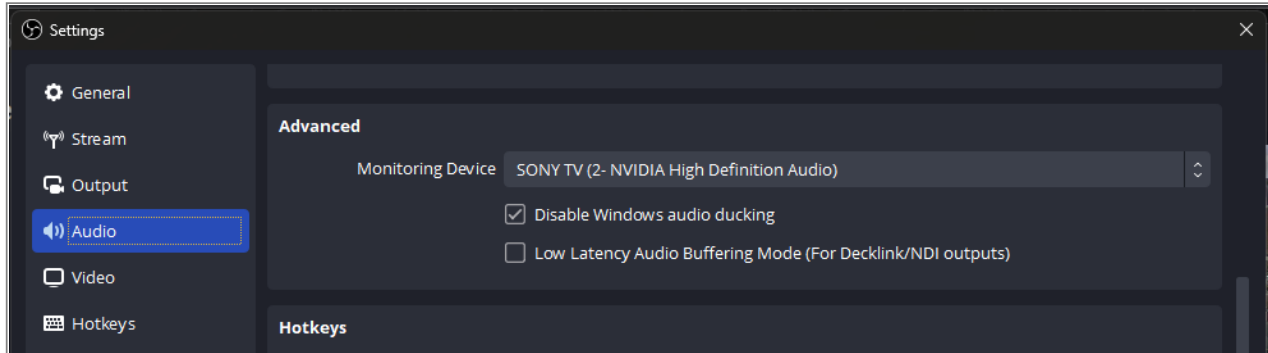 Settings
General
Stream
Output
Audio
Video
Hotkeys
Advanced
Monitoring Device SONY TV (2- NVIDIA High Definition Audio)
Disable Windows audio ducking
Low Latency Audio Buffering Mode (For Decklink/NDI outputs)
Hotkeys